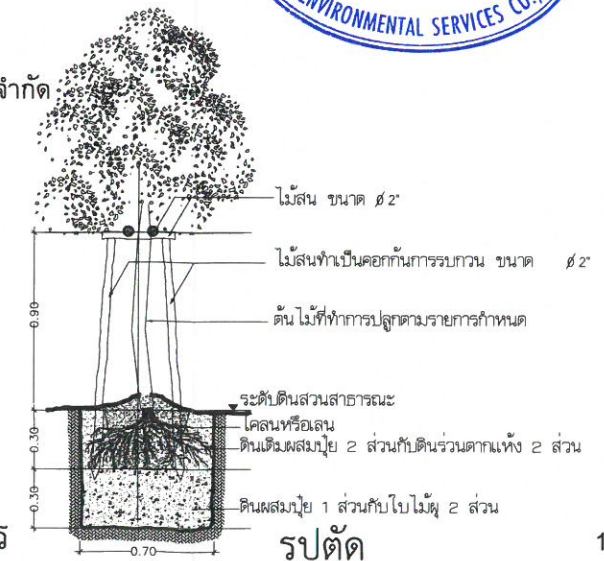 ENVIRONMENTAL SERVICES CO.,
จำกัด
ไม้สน ขนาด Ø 2"
ไม้สนทำเป็นคอกกันการรบกวน ขนาด Ø 2"
ต้นไม้ที่ทำการปลูกตามรายการกำหนด
0.90
ระดับดินสวนสาธารณะ
โคลนหรือเลน
0.30
ดินเดิมผสมปุ๋ย 2 ส่วนกับดินร่วนตากแห้ง 2 ส่วน
0.30
ดินผสมปุ๋ย 1 ส่วนกับใบไม้ผุ 2 ส่วน
0.70
รูปตัด
1